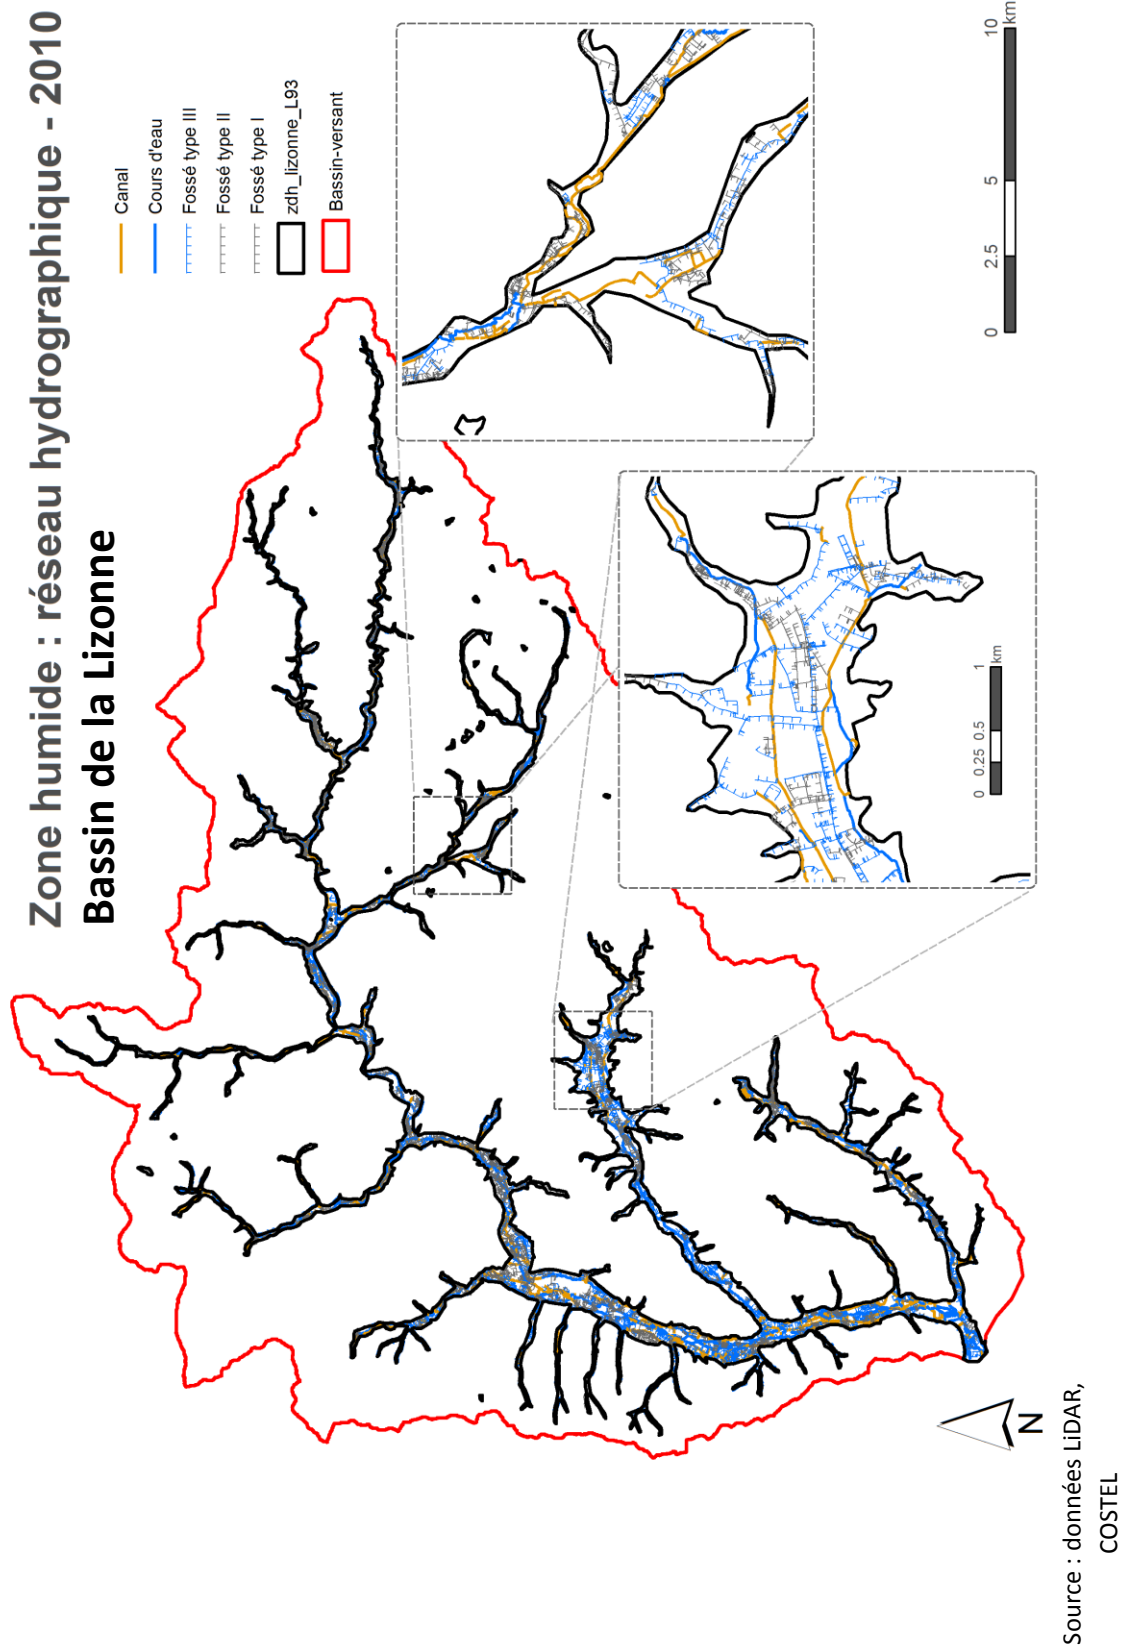 Zone humide : réseau hydrographique - 2010
Bassin de la Lizonne
Canal
Cours d'eau
Fossé type III
Fossé type II
Fossé type I
zdh_lizonne_L93
Bassin-versant
0 2.5 5 10
km
0 0.25 0.5 1
km
N
Source : données LiDAR,
COSTEL